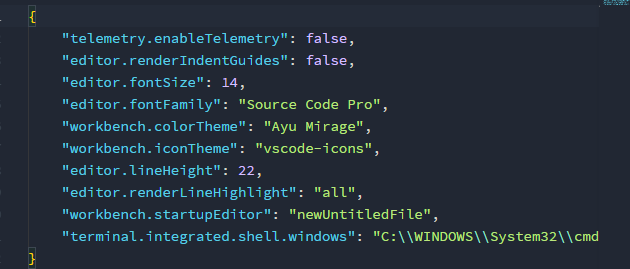 {
"telemetry.enableTelemetry": false,
"editor.renderIndentGuides": false,
"editor.fontSize": 14,
"editor.fontFamily": "Source Code Pro",
"workbench.colorTheme": "Ayu Mirage",
"workbench.iconTheme": "vscode-icons",
"editor.lineHeight": 22,
"editor.renderLineHighlight": "all",
"workbench.startupEditor": "newUntitledFile",
"terminal.integrated.shell.windows": "C:\\WINDOWS\\System32\\cmd
}